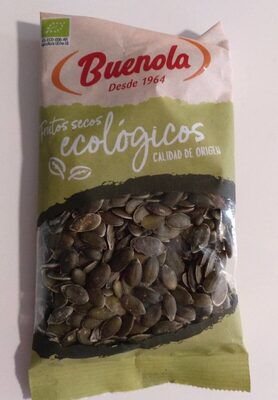 Buenola
Desde 1964
frutos secos
ecológicos
CALIDAD DE ORIGEN